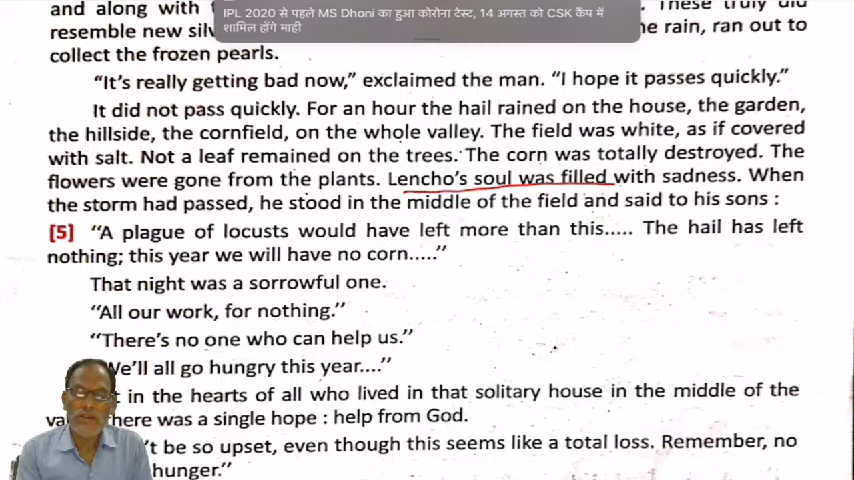 and along with
IPL 2020 से पहले MS Dhoni का हुआ कोरोना टेस्ट, 14 अगस्त को CSK कैंप में
शामिल होंगे माही
These truly did
resemble new
rain, ran out to
collect the frozen pearls.
“It’s really getting bad now,” exclaimed the man. “I hope it passes quickly.”
It did not pass quickly. For an hour the hail rained on the house, the garden,
the hillside, the cornfield, on the whole valley. The field was white, as if covered
with salt. Not a leaf remained on the trees. The corn was totally destroyed. The
flowers were gone from the plants. Lencho’s soul was filled with sadness. When
the storm had passed, he stood in the middle of the field and said to his sons :
[5] “A plague of locusts would have left more than this..... The hail has left
nothing; this year we will have no corn.....”
That night was a sorrowful one.
“All our work, for nothing.”
“There’s no one who can help us.”
We’ll all go hungry this year....”
in the hearts of all who lived in that solitary house in the middle of the
there was a single hope : help from God.
be so upset, even though this seems like a total loss. Remember, no
hunger.”